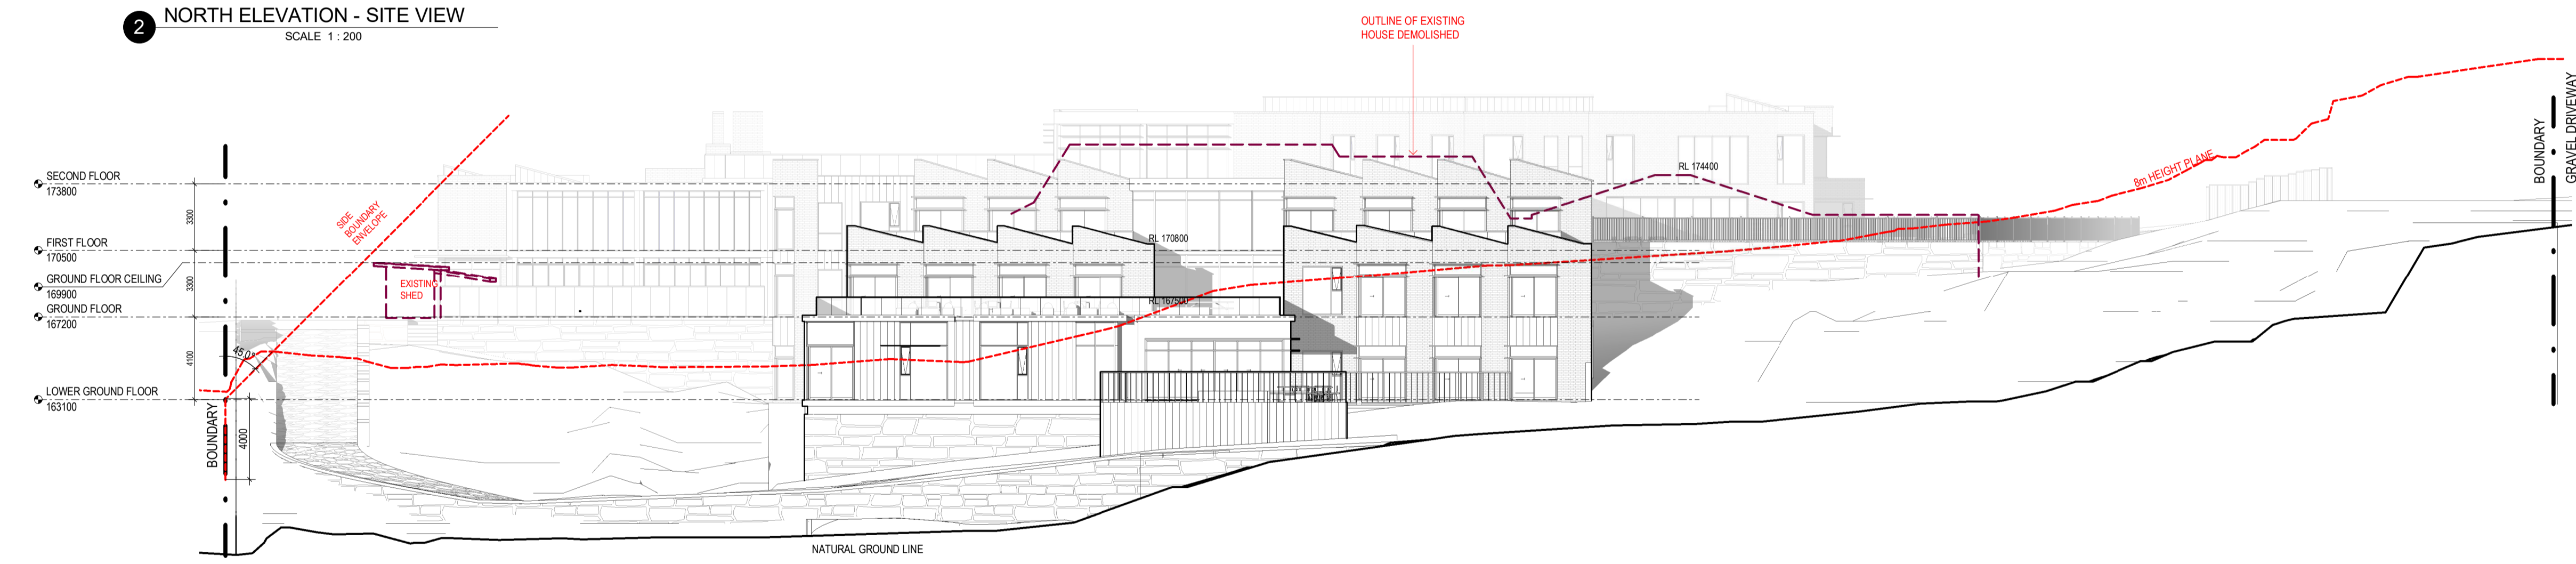 2
NORTH ELEVATION - SITE VIEW
SCALE 1 : 200
OUTLINE OF EXISTING
HOUSE DEMOLISHED
SECOND FLOOR
173800
FIRST FLOOR
170500
GROUND FLOOR CEILING
169900
GROUND FLOOR
167200
LOWER GROUND FLOOR
163100
3300
3300
4100
4000
45.0°
BOUNDARY
SIDE
BOUNDARY
ENVELOPE
EXISTING
SHED
RL 170800
RL 167500
RL 174400
8m HEIGHT PLANE
BOUNDARY
GRAVEL DRIVEWAY
NATURAL GROUND LINE